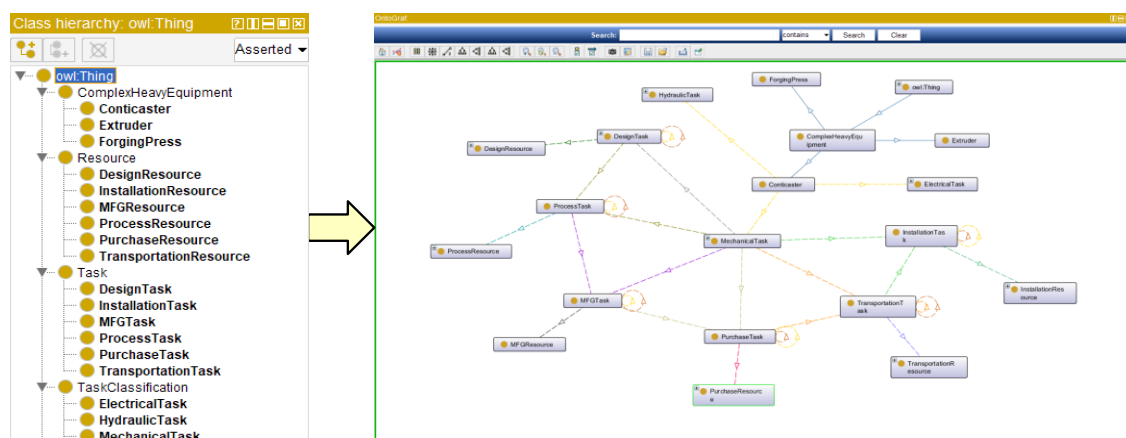 Class hierarchy: owl:Thing
Asserted
owl:Thing
ComplexHeavyEquipment
Conticaster
Extruder
ForgingPress
Resource
DesignResource
InstallationResource
MFGResource
ProcessResource
PurchaseResource
TransportationResource
Task
DesignTask
InstallationTask
MFGTask
ProcessTask
PurchaseTask
TransportationTask
TaskClassification
ElectricalTask
HydraulicTask
MechanicalTask
OntoGraf
Search:
contains
Search
Clear
ForgingPress
owl:Thing
HydraulicTask
DesignTask
ComplexHeavyEqu
ipment
Extruder
DesignResource
Conticaster
ElectricalTask
ProcessTask
InstallationTas
k
MechanicalTask
ProcessResource
InstallationRes
ource
MFGTask
TransportationT
ask
PurchaseTask
MFGResource
TransportationR
esource
PurchaseResourc
e